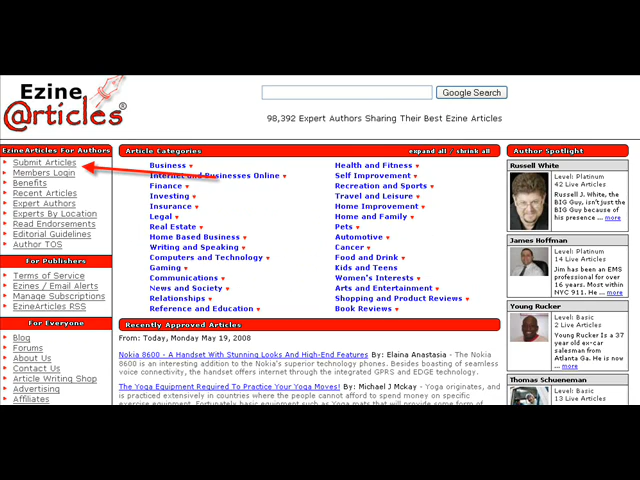 Ezine
@rticles®
Google Search
98,392 Expert Authors Sharing Their Best Ezine Articles
EzineArticles For Authors
Submit Articles
Members Login
Benefits
Recent Articles
Expert Authors
Experts By Location
Read Endorsements
Editorial Guidelines
Author TOS
For Publishers
Terms of Service
Ezines / Email Alerts
Manage Subscriptions
EzineArticles RSS
For Everyone
Blog
Forums
About Us
Contact Us
Article Writing Shop
Advertising
Affiliates
Article Categories
expand all / shrink all
Business
Internet and Businesses Online
Finance
Investing
Insurance
Legal
Real Estate
Home Based Business
Writing and Speaking
Computers and Technology
Gaming
Communications
News and Society
Relationships
Reference and Education
Health and Fitness
Self Improvement
Recreation and Sports
Travel and Leisure
Home Improvement
Home and Family
Pets
Automotive
Cancer
Food and Drink
Kids and Teens
Women's Interests
Arts and Entertainment
Shopping and Product Reviews
Book Reviews
Recently Approved Articles
From: Today, Monday May 19, 2008
Nokia 8600 - A Handset With Stunning Looks And High-End Features By: Elaina Anastasia - The Nokia
8600 is an interesting addition to the Nokia's superior technology phones. Besides boasting of seamless
voice connectivity, the handset offers internet through the integrated GPRS and EDGE technology.
The Yoga Equipment Required To Practice Your Yoga Moves! By: Michael J Mckay - Yoga originates, and
is practiced extensively in countries where the people cannot afford to spend money on specific
exercise equipment. Fortunately basic equipment such as Yoga mats that will provide some form of
Author Spotlight
Russell White
Level: Platinum
42 Live Articles
Russell J. White, the
BIG Guy, isn't just the
BIG Guy because of
his presence ... more
James Hoffman
Level: Platinum
14 Live Articles
Jim has been an EMS
professional for over
16 years. Most within
NYC 911. He ... more
Young Rucker
Level: Basic
2 Live Articles
Young Rucker Is a 37
year old ex-car
salesman from
Atlanta Ga. He is now
... more
Thomas Schueneman
Level: Basic
13 Live Articles